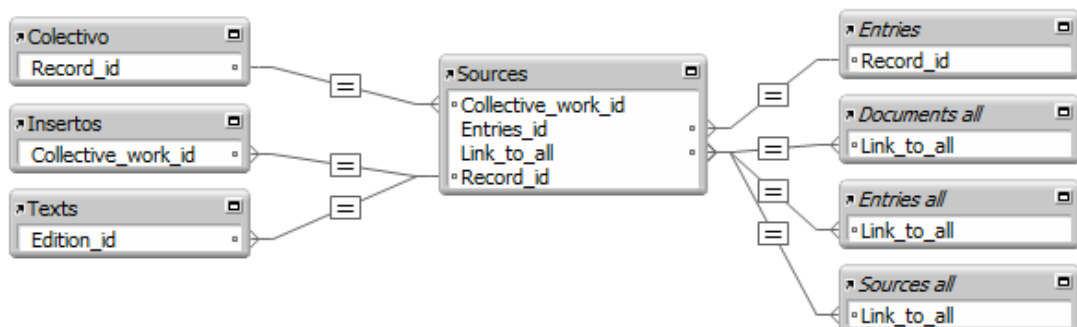 Colectivo
Record_id
Insertos
Collective_work_id
Texts
Edition_id
Sources
Collective_work_id
Entries_id
Link_to_all
Record_id
Entries
Record_id
Documents all
Link_to_all
Entries all
Link_to_all
Sources all
Link_to_all
=
=
=
=
=
=
=